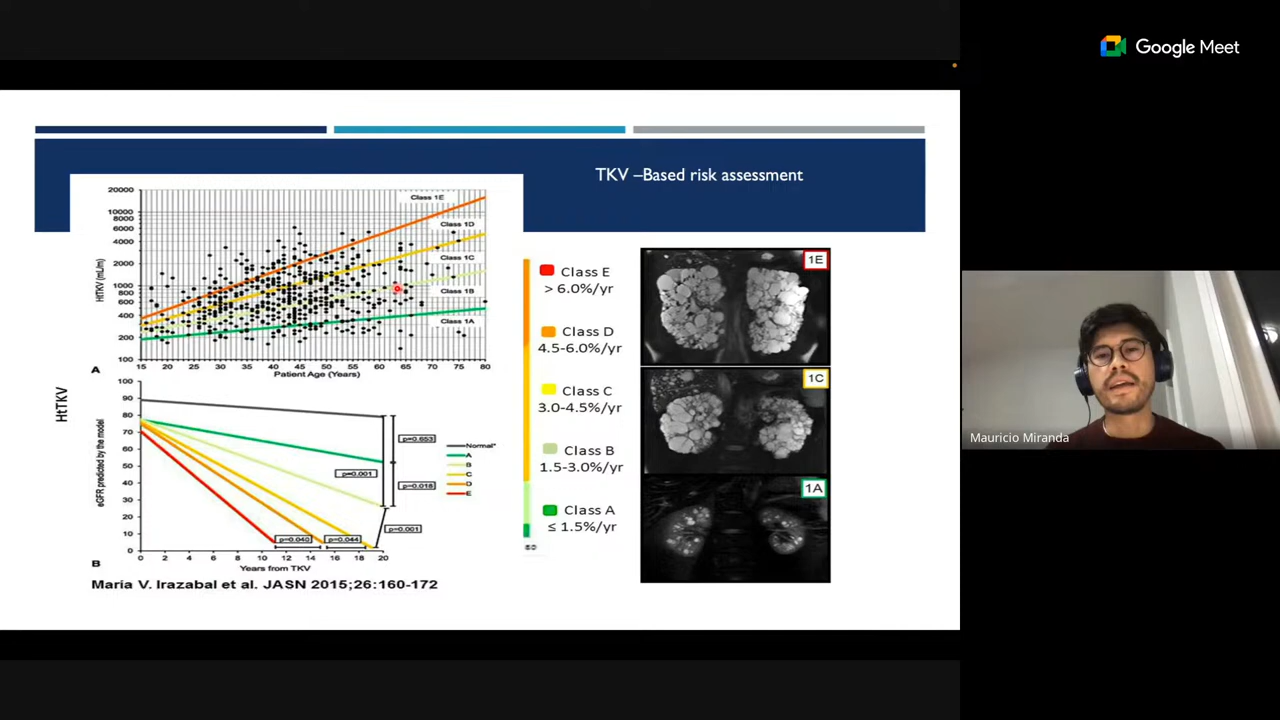 Google Meet
TKV –Based risk assessment
20000
10000
8000
6000
4000
2000
1000
800
600
400
200
100
HtTKV (mL/m)
Class 1E
Class 1D
Class 1C
Class 1B
Class 1A
15 20 25 30 35 40 45 50 55 60 65 70 75 80
A
Patient Age (Years)
HtTKV
100
90
80
70
60
50
40
30
20
10
0
eGFR predicted by the model
p=0.653
p=0.001
p=0.018
p=0.001
p=0.040
p=0.044
Normal*
A
B
C
D
E
0 2 4 6 8 10 12 14 16 18 20
B
Years from TKV
Maria V. Irazabal et al. JASN 2015;26:160-172
Class E
> 6.0%/yr
Class D
4.5-6.0%/yr
Class C
3.0-4.5%/yr
Class B
1.5-3.0%/yr
Class A
≤ 1.5%/yr
80
1E
1C
1A
Mauricio Miranda